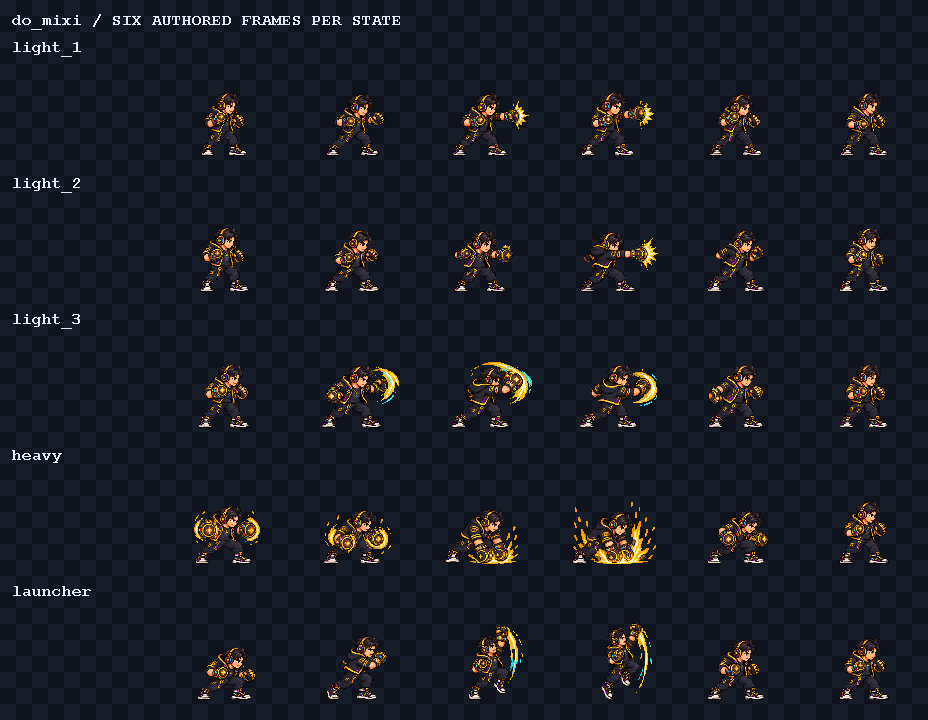 do_mixi / SIX AUTHORED FRAMES PER STATE
light_1
light_2
light_3
heavy
launcher